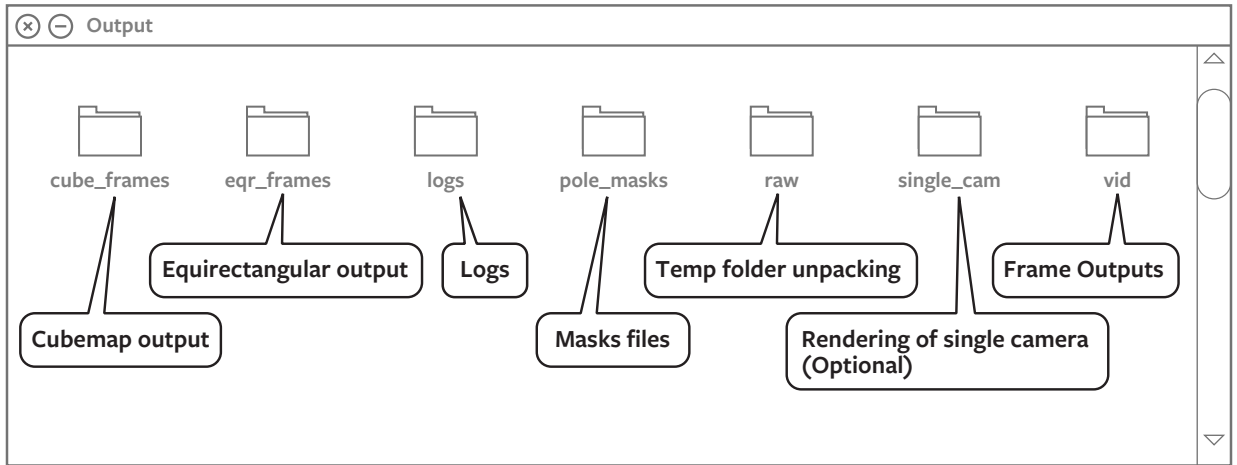 Output
cube_frames
eqr_frames
logs
pole_masks
raw
single_cam
vid
Equirectangular output
Logs
Temp folder unpacking
Frame Outputs
Cubemap output
Masks files
Rendering of single camera
(Optional)